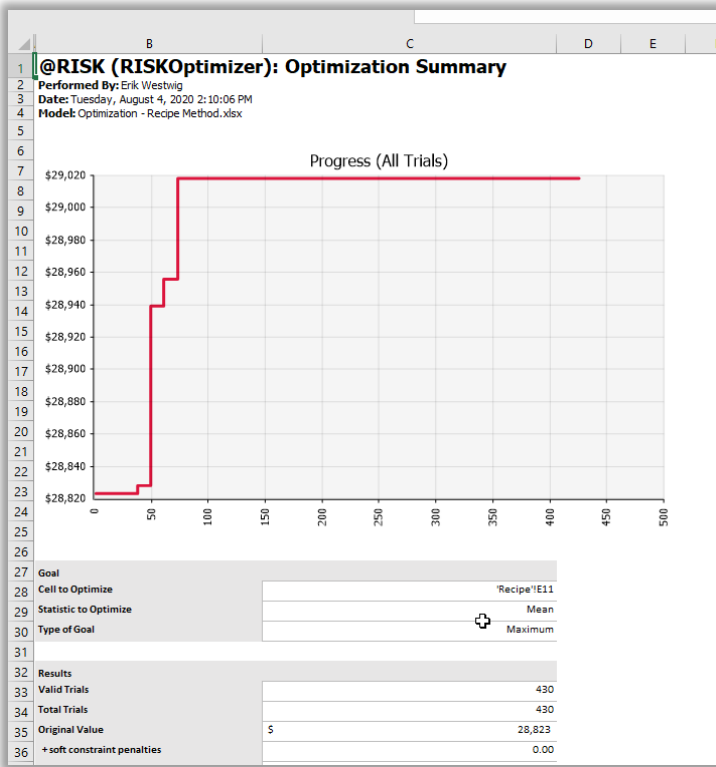 B C D E
1 @RISK (RISKOptimizer): Optimization Summary
2 Performed By: Erik Westwig
3 Date: Tuesday, August 4, 2020 2:10:06 PM
4 Model: Optimization - Recipe Method.xlsx
5
6 Progress (All Trials)
7 $29,020
8
9 $29,000
10
11 $28,980
12 $28,960
13
14 $28,940
15
16 $28,920
17 $28,900
18
19 $28,880
20
21 $28,860
22 $28,840
23 $28,820
24 0 50 100 150 200 250 300 350 400 450 500
25
26
27 Goal
28 Cell to Optimize 'Recipe'!E11
29 Statistic to Optimize Mean
30 Type of Goal Maximum
31
32 Results
33 Valid Trials 430
34 Total Trials 430
35 Original Value $ 28,823
36 + soft constraint penalties 0.00